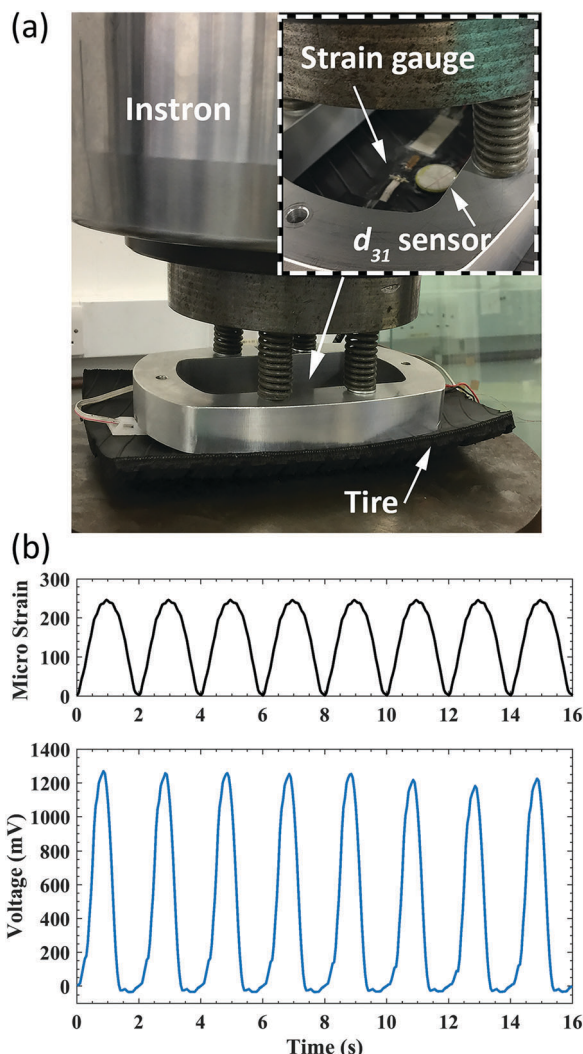 (a)
Instron
Strain gauge
d31 sensor
Tire
(b)
Micro Strain
300
200
100
0
0 2 4 6 8 10 12 14 16
Voltage (mV)
1400
1200
1000
800
600
400
200
0
0 2 4 6 8 10 12 14 16
Time (s)